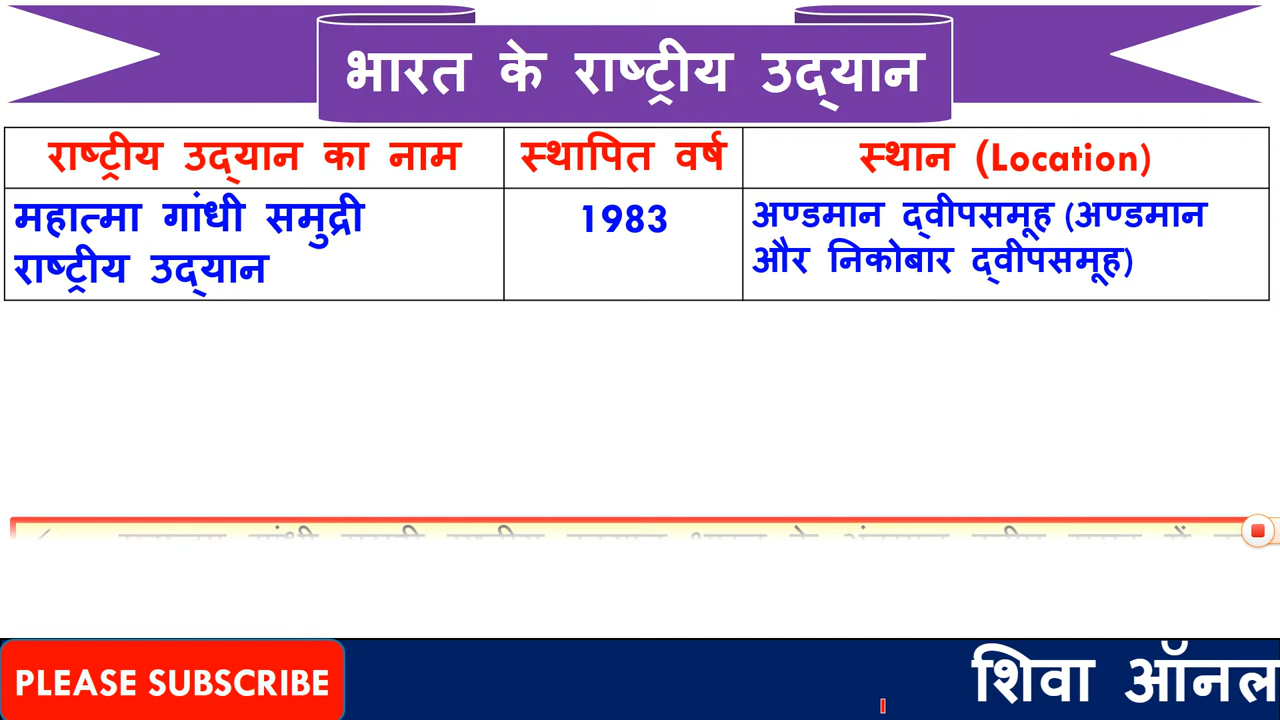 भारत के राष्ट्रीय उद्यान
राष्ट्रीय उद्यान का नाम स्थापित वर्ष स्थान (Location)
महात्मा गांधी समुद्री
राष्ट्रीय उद्यान
1983
अण्डमान द्वीपसमूह (अण्डमान
और निकोबार द्वीपसमूह)
PLEASE SUBSCRIBE
शिवा ऑनल